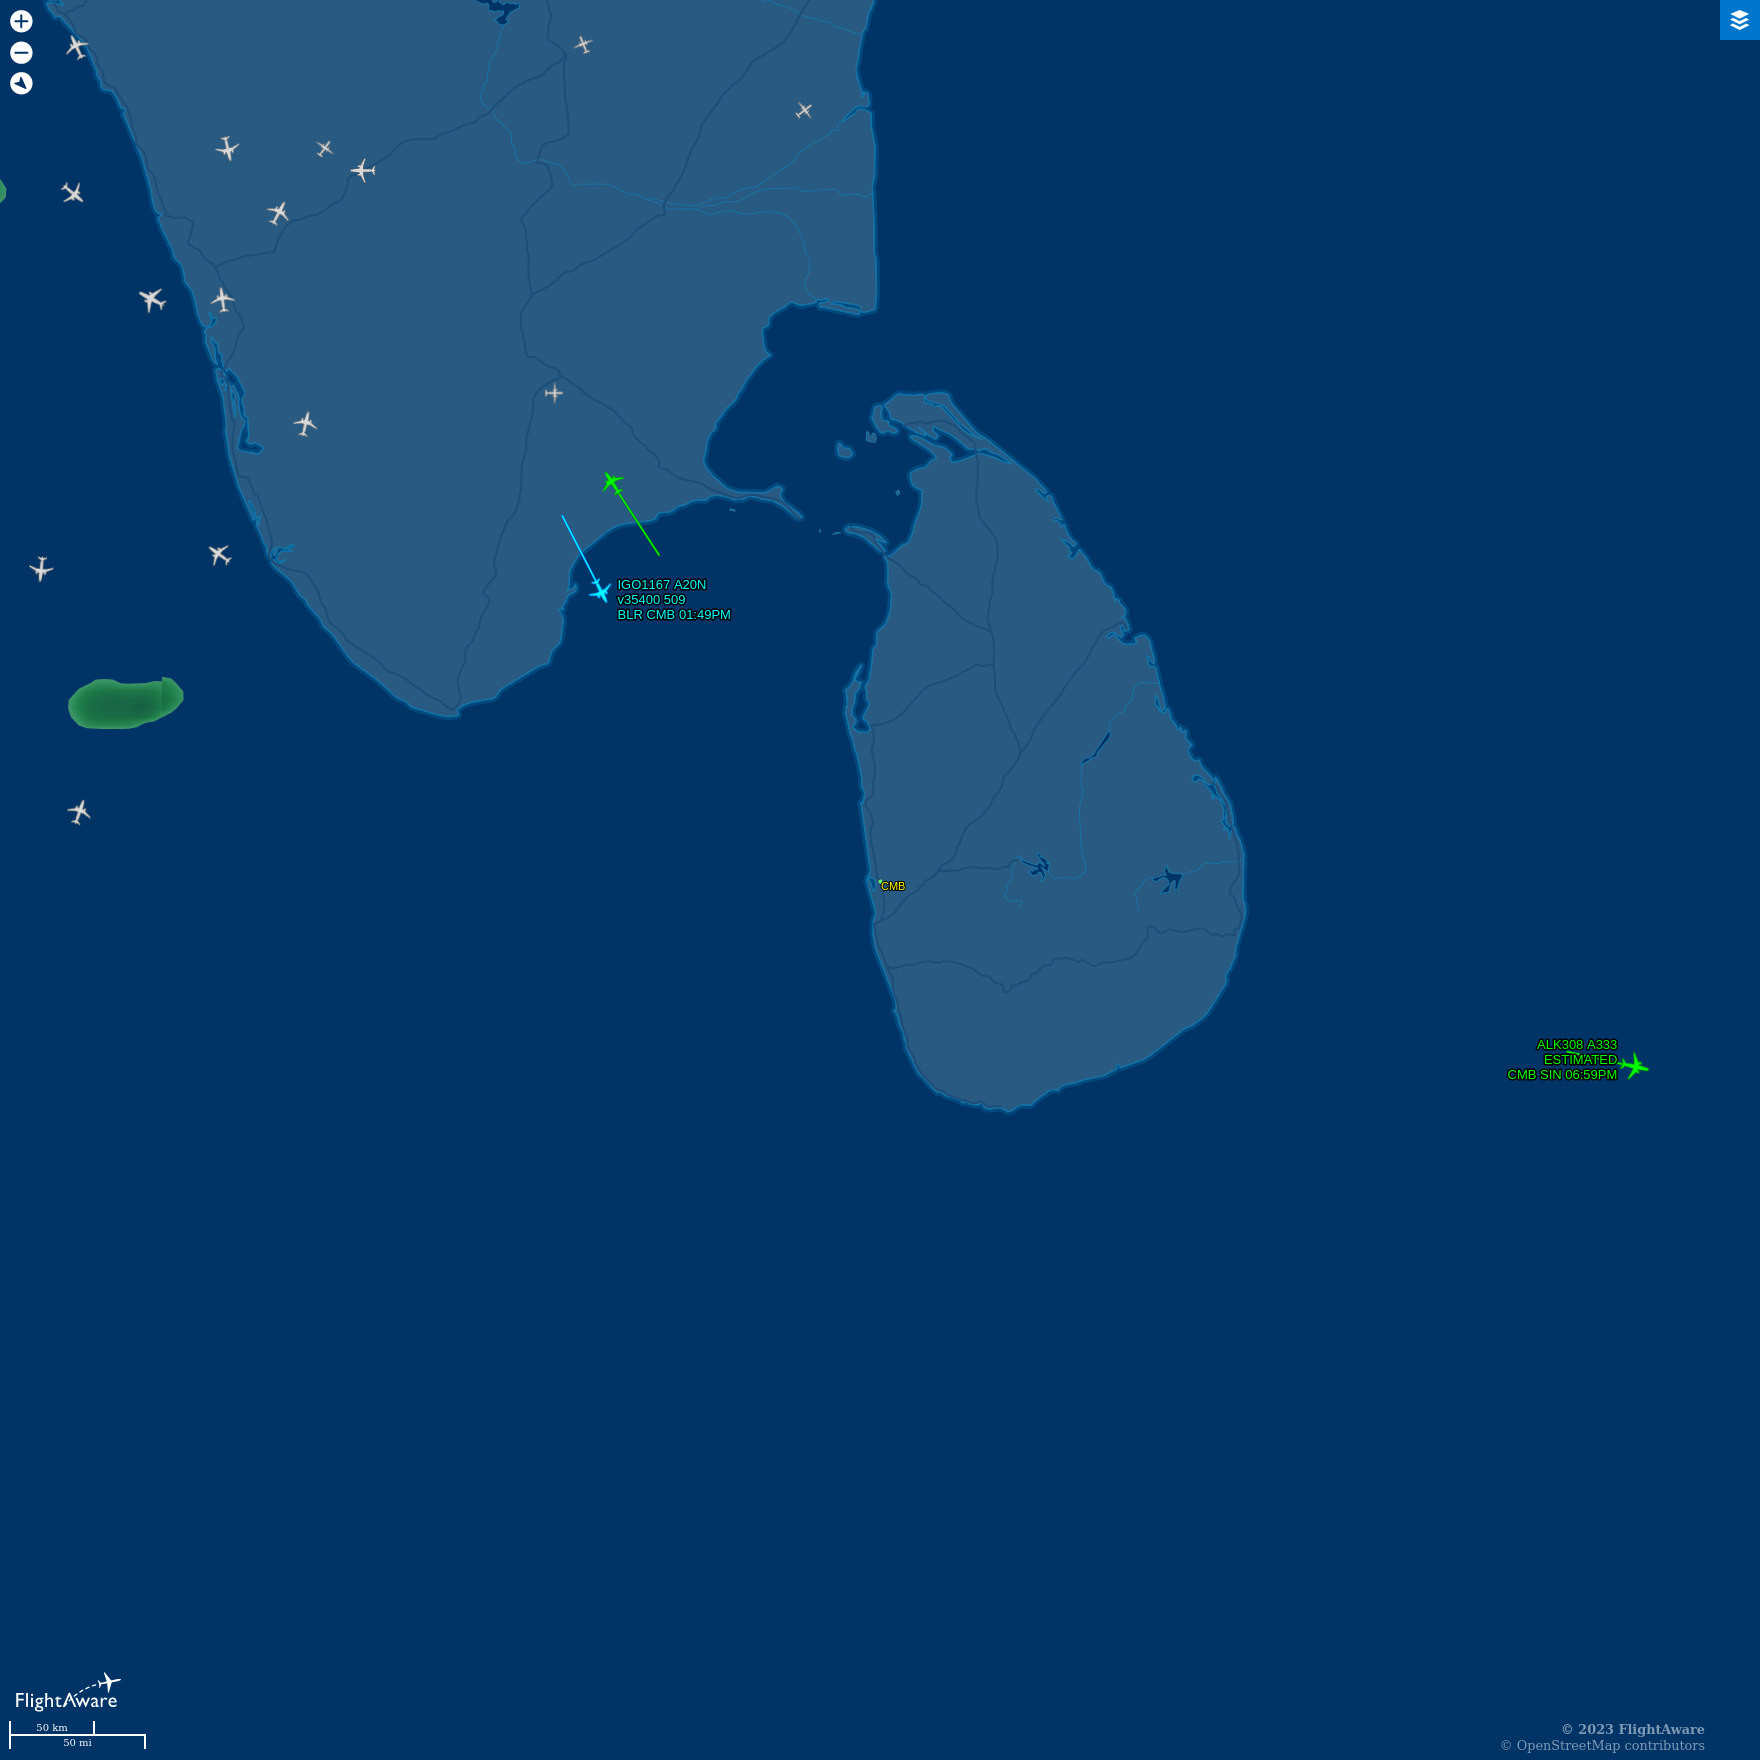 IGO1167 A20N
v35400 509
BLR CMB 01:49PM
CMB
ALK308 A333
ESTIMATED
CMB SIN 06:59PM
FlightAware
50 km
50 mi
© 2023 FlightAware
© OpenStreetMap contributors